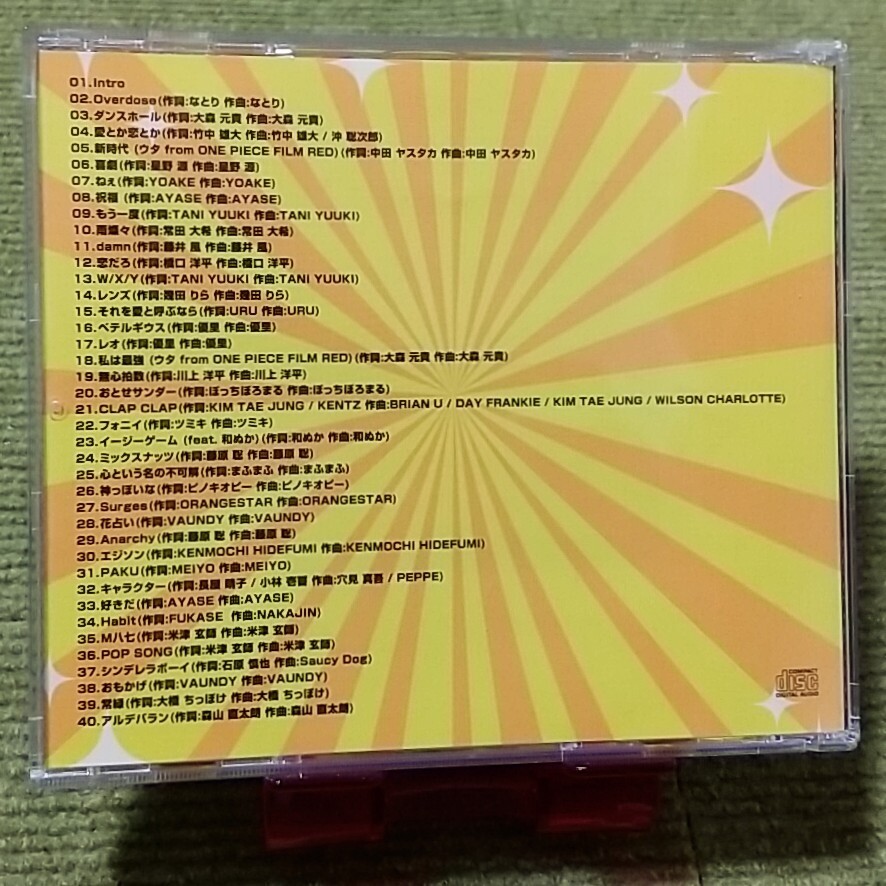 01.Intro
02.Overdose(作詞:なとり 作曲:なとり)
03.ダンスホール(作詞:大森 元貴 作曲:大森 元貴)
04.愛とか恋とか(作詞:竹中 雄大 作曲:竹中 雄大 / 沖 聡次郎)
05.新時代 (ウタ from ONE PIECE FILM RED)(作詞:中田 ヤスタカ 作曲:中田 ヤスタカ)
06.喜劇(作詞:星野 源 作曲:星野 源)
07.ねぇ(作詞:YOAKE 作曲:YOAKE)
08.祝福 (作詞:AYASE 作曲:AYASE)
09.もう一度(作詞:TANI YUUKI 作曲:TANI YUUKI)
10.雨燦々(作詞:常田 大希 作曲:常田 大希)
11.damn(作詞:藤井 風 作曲:藤井 風)
12.恋だろ(作詞:橋口 洋平 作曲:橋口 洋平)
13.W/X/Y(作詞:TANI YUUKI 作曲:TANI YUUKI)
14.レンズ(作詞:幾田 りら 作曲:幾田 りら)
15.それを愛と呼ぶなら(作詞:URU 作曲:URU)
16.ベテルギウス(作詞:優里 作曲:優里)
17.レオ(作詞:優里 作曲:優里)
18.私は最強 (ウタ from ONE PIECE FILM RED)(作詞:大森 元貴 作曲:大森 元貴)
19.無心拍数(作詞:川上 洋平 作曲:川上 洋平)
20.おとせサンダー(作詞:ぼっちぼろまる 作曲:ぼっちぼろまる)
21.CLAP CLAP(作詞:KIM TAE JUNG / KENTZ 作曲:BRIAN U / DAY FRANKIE / KIM TAE JUNG / WILSON CHARLOTTE)
22.フォニイ(作詞:ツミキ 作曲:ツミキ)
23.イージーゲーム (feat. 和ぬか)(作詞:和ぬか 作曲:和ぬか)
24.ミックスナッツ(作詞:藤原 聡 作曲:藤原 聡)
25.心という名の不可解(作詞:まふまふ 作曲:まふまふ)
26.神っぽいな(作詞:ピノキオピー 作曲:ピノキオピー)
27.Surges(作詞:ORANGESTAR 作曲:ORANGESTAR)
28.花占い(作詞:VAUNDY 作曲:VAUNDY)
29.Anarchy(作詞:藤原 聡 作曲:藤原 聡)
30.エジソン(作詞:KENMOCHI HIDEFUMI 作曲:KENMOCHI HIDEFUMI)
31.PAKU(作詞:MEIYO 作曲:MEIYO)
32.キャラクター(作詞:長屋 晴子 / 小林 壱誓 作曲:穴見 真吾 / PEPPE)
33.好きだ(作詞:AYASE 作曲:AYASE)
34.Habit(作詞:FUKASE 作曲:NAKAJIN)
35.M八七(作詞:米津 玄師 作曲:米津 玄師)
36.POP SONG(作詞:米津 玄師 作曲:米津 玄師)
37.シンデレラボーイ(作詞:石原 慎也 作曲:Saucy Dog)
38.おもかげ(作詞:VAUNDY 作曲:VAUNDY)
39.常緑(作詞:大橋 ちっぽけ 作曲:大橋 ちっぽけ)
40.アルデバラン(作詞:森山 直太朗 作曲:森山 直太朗)
COMPACT
disc
DIGITAL AUDIO